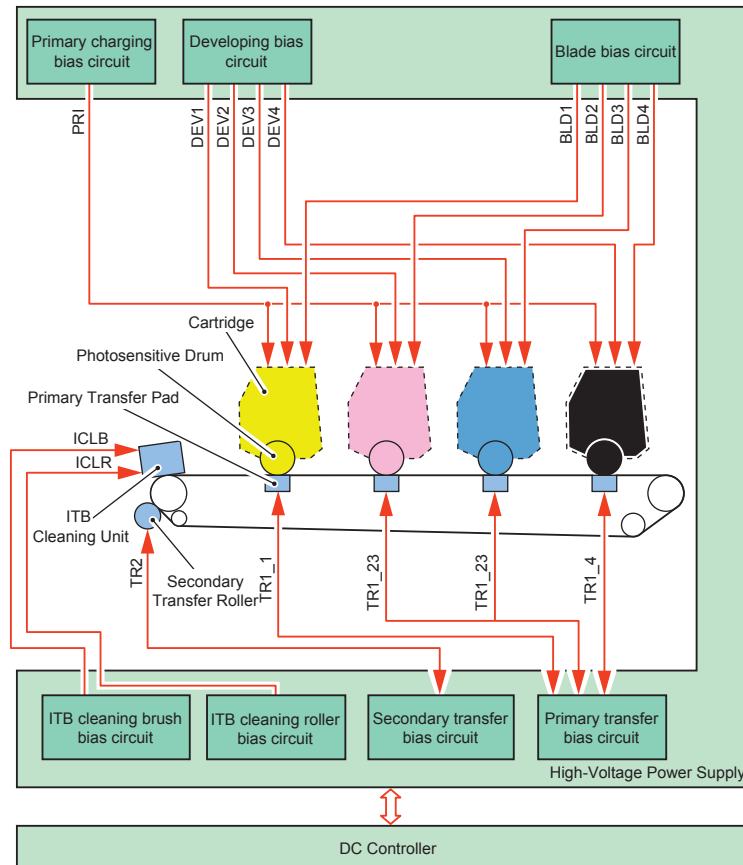 Primary charging
bias circuit
Developing bias
circuit
Blade bias circuit
PRI
DEV1
DEV2
DEV3
DEV4
BLD1
BLD2
BLD3
BLD4
Cartridge
Photosensitive Drum
Primary Transfer Pad
ICLB
ICLR
ITB
Cleaning Unit
Secondary
Transfer Roller
TR2
TR1_1
TR1_23
TR1_23
TR1_4
ITB cleaning brush
bias circuit
ITB cleaning roller
bias circuit
Secondary transfer
bias circuit
Primary transfer
bias circuit
High-Voltage Power Supply
DC Controller